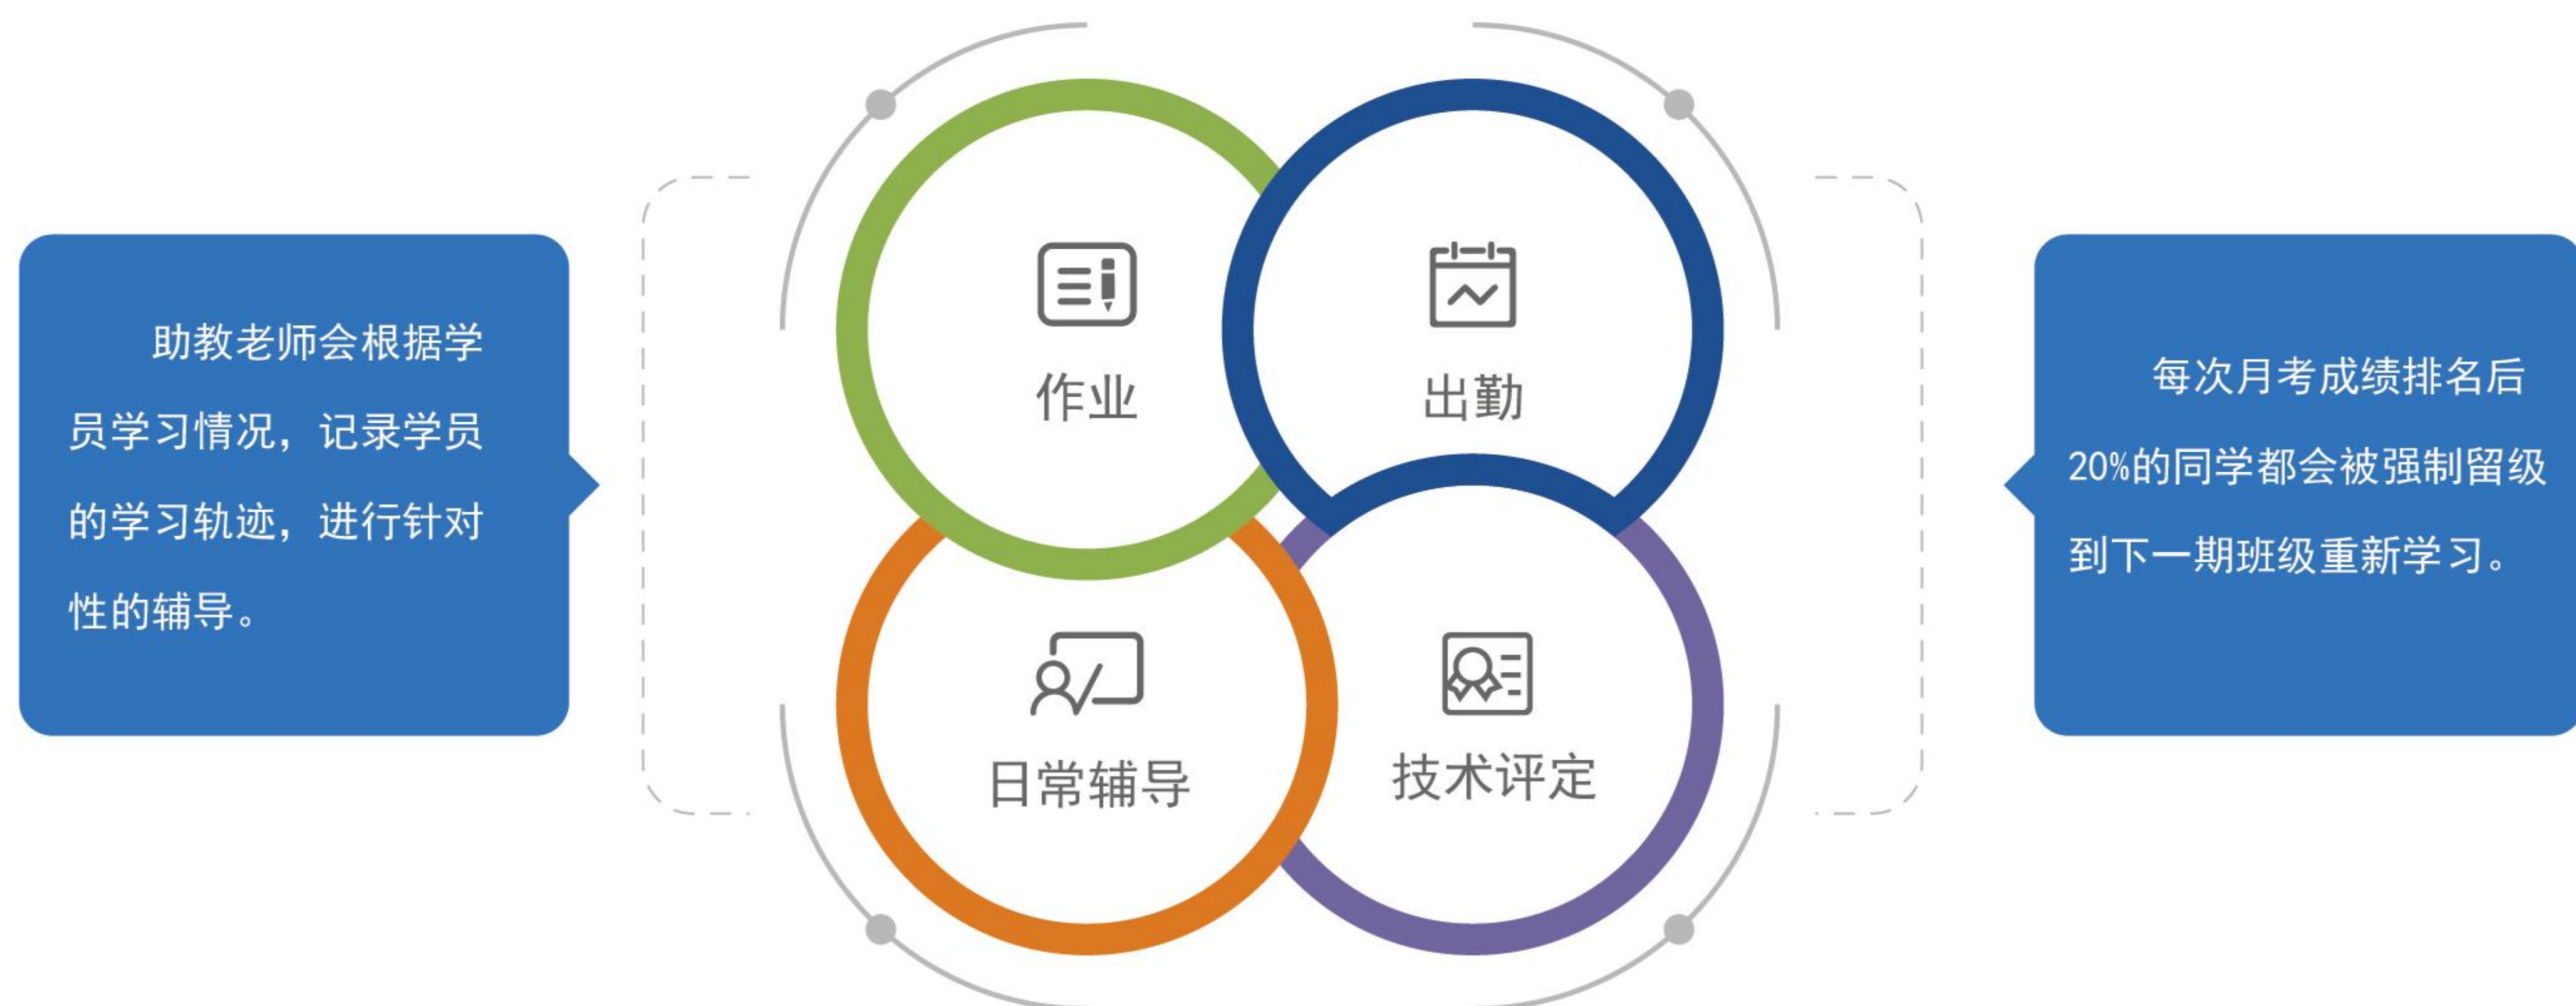 助教老师会根据学
员学习情况，记录学员
的学习轨迹，进行针对
性的辅导。
作业
出勤
日常辅导
技术评定
每次月考成绩排名后
20%的同学都会被强制留级
到下一期班级重新学习。